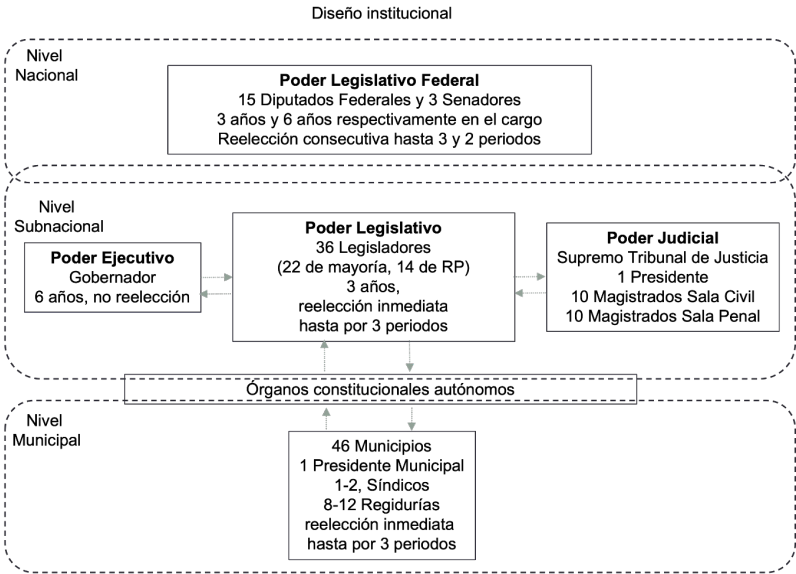 Diseño institucional
Nivel
Nacional
Poder Legislativo Federal
15 Diputados Federales y 3 Senadores
3 años y 6 años respectivamente en el cargo
Reelección consecutiva hasta 3 y 2 periodos
Nivel
Subnacional
Poder Ejecutivo
Gobernador
6 años, no reelección
Poder Legislativo
36 Legisladores
(22 de mayoría, 14 de RP)
3 años,
reelección inmediata
hasta por 3 periodos
Poder Judicial
Supremo Tribunal de Justicia
1 Presidente
10 Magistrados Sala Civil
10 Magistrados Sala Penal
Órganos constitucionales autónomos
Nivel
Municipal
46 Municipios
1 Presidente Municipal
1-2, Síndicos
8-12 Regidurías
reelección inmediata
hasta por 3 periodos